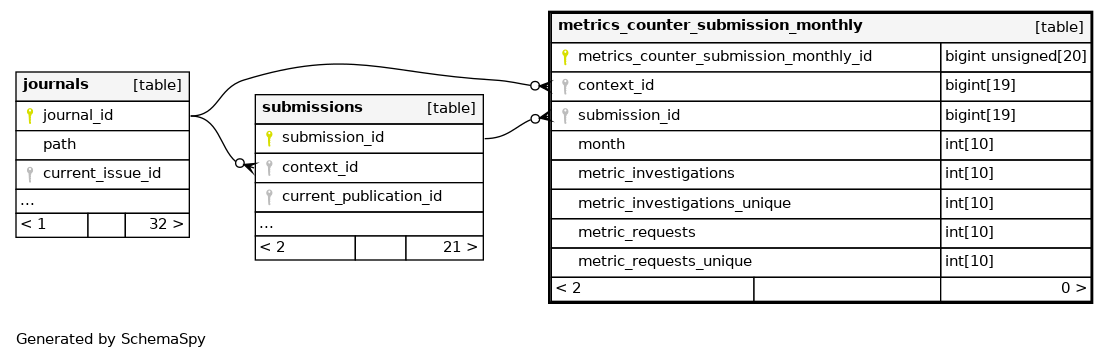 journals [table]
journal_id
path
current_issue_id
...
< 1 32 >
submissions [table]
submission_id
context_id
current_publication_id
...
< 2 21 >
metrics_counter_submission_monthly [table]
metrics_counter_submission_monthly_id bigint unsigned[20]
context_id bigint[19]
submission_id bigint[19]
month int[10]
metric_investigations int[10]
metric_investigations_unique int[10]
metric_requests int[10]
metric_requests_unique int[10]
< 2 0 >
Generated by SchemaSpy